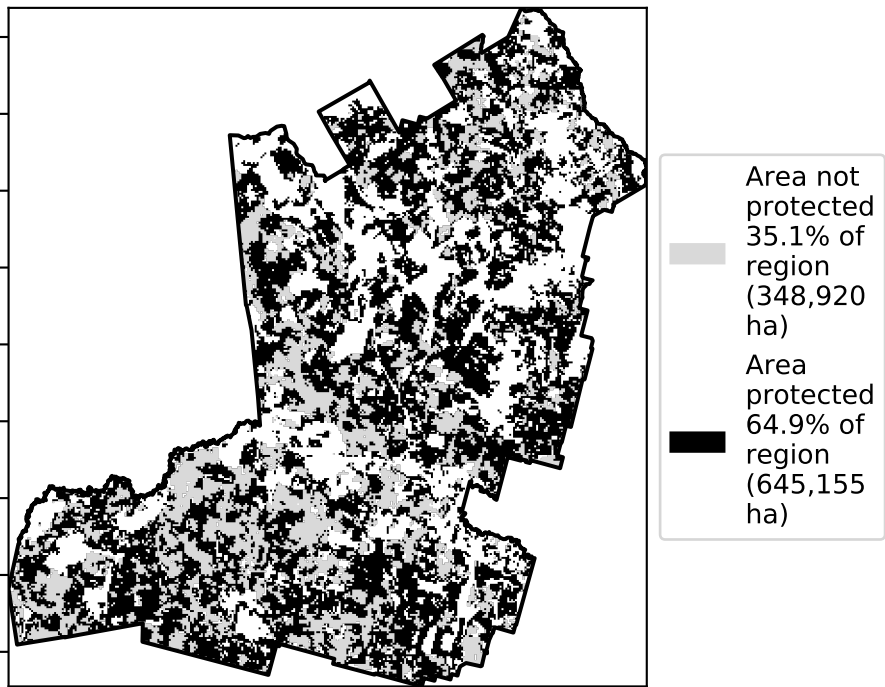 Area not
protected
35.1% of
region
(348,920
ha)
Area
protected
64.9% of
region
(645,155
ha)